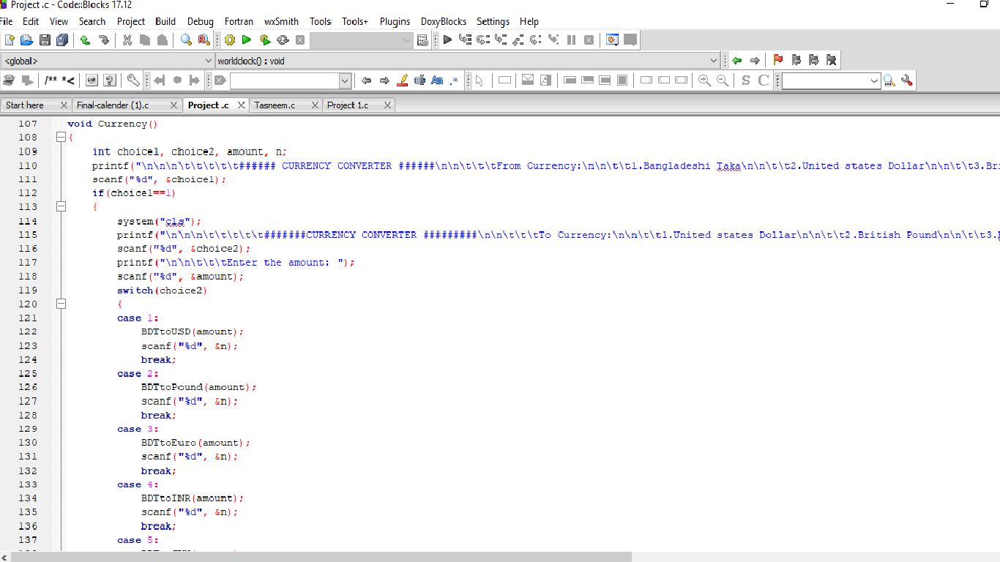 Project .c - Code::Blocks 17.12
File Edit View Search Project Build Debug Fortran wxSmith Tools Tools+ Plugins DoxyBlocks Settings Help
<global> worldclock() : void
/** *< Aa .* S C
Start here Final-calender (1).c Project .c Tasneem.c Project 1.c
107 void Currency()
108 {
109 int choice1, choice2, amount, n;
110 printf("\n\n\n\t\t\t\t\t###### CURRENCY CONVERTER ######\n\n\t\t\tFrom Currency:\n\n\t\t1.Bangladeshi Taka\n\n\t\t2.United states Dollar\n\n\t\t3.Bri
111 scanf("%d", &choice1);
112 if(choice1==1)
113 {
114 system("cls");
115 printf("\n\n\n\t\t\t\t\t#######CURRENCY CONVERTER #########\n\n\t\t\tTo Currency:\n\n\t\t1.United states Dollar\n\n\t\t2.British Pound\n\n\t\t3.
116 scanf("%d", &choice2);
117 printf("\n\n\t\t\tEnter the amount: ");
118 scanf("%d", &amount);
119 switch(choice2)
120 {
121 case 1:
122 BDTtoUSD(amount);
123 scanf("%d", &n);
124 break;
125 case 2:
126 BDTtoPound(amount);
127 scanf("%d", &n);
128 break;
129 case 3:
130 BDTtoEuro(amount);
131 scanf("%d", &n);
132 break;
133 case 4:
134 BDTtoINR(amount);
135 scanf("%d", &n);
136 break;
137 case 5: